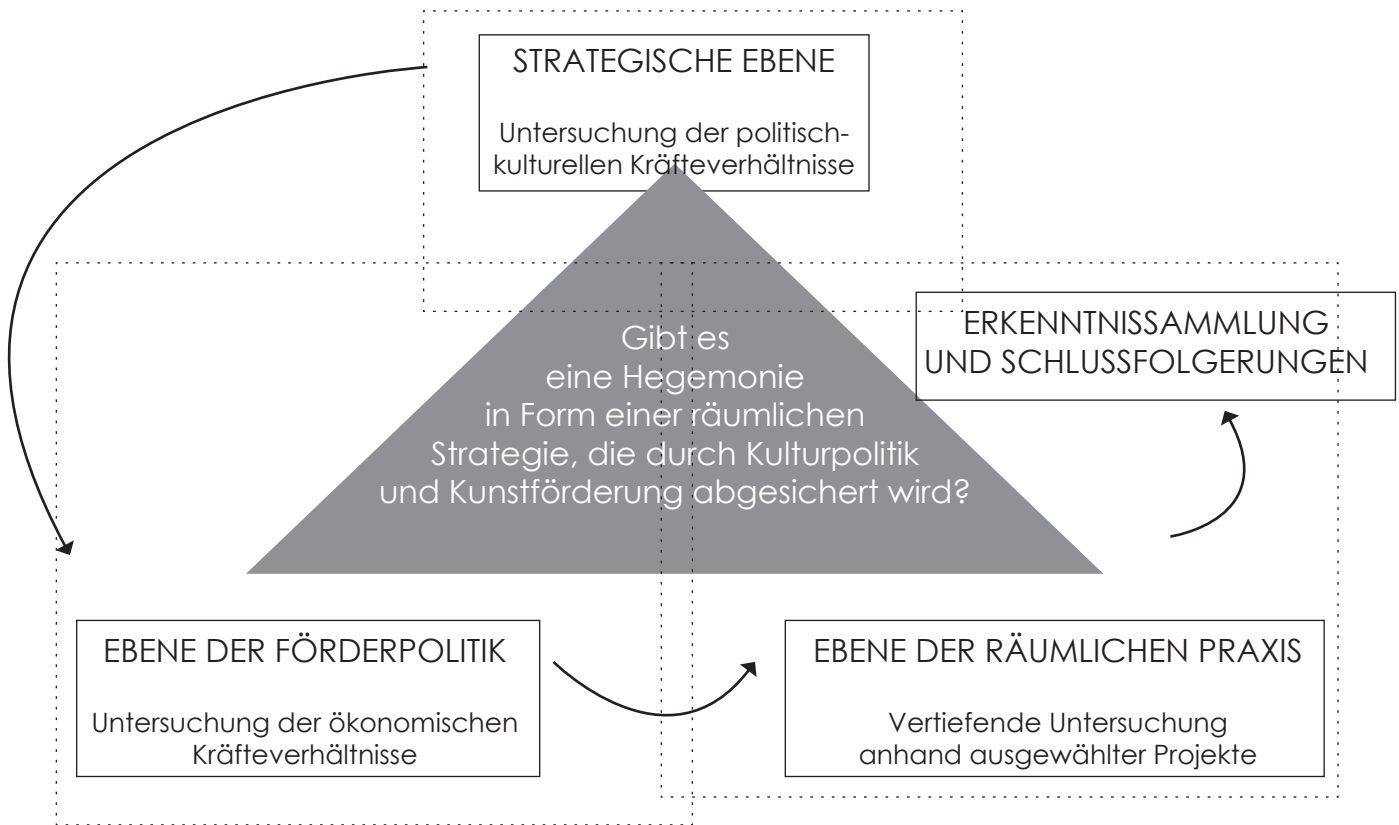 STRATEGISCHE EBENE
Untersuchung der politisch-
kulturellen Kräfteverhältnisse
Gibt es
eine Hegemonie
in Form einer räumlichen
Strategie, die durch Kulturpolitik
und Kunstförderung abgesichert wird?
ERKENNTNISSAMMLUNG
UND SCHLUSSFOLGERUNGEN
EBENE DER FÖRDERPOLITIK
Untersuchung der ökonomischen
Kräfteverhältnisse
EBENE DER RÄUMLICHEN PRAXIS
Vertiefende Untersuchung
anhand ausgewählter Projekte